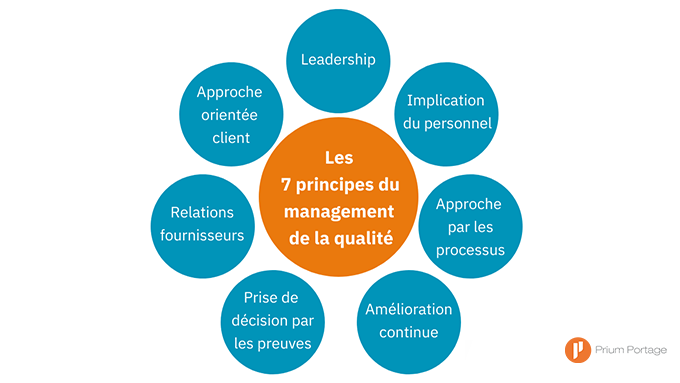 Les
7 principes du
management
de la qualité
Leadership
Implication
du personnel
Approche
par les
processus
Amélioration
continue
Prise de
décision par
les preuves
Relations
fournisseurs
Approche
orientée
client
Prium Portage